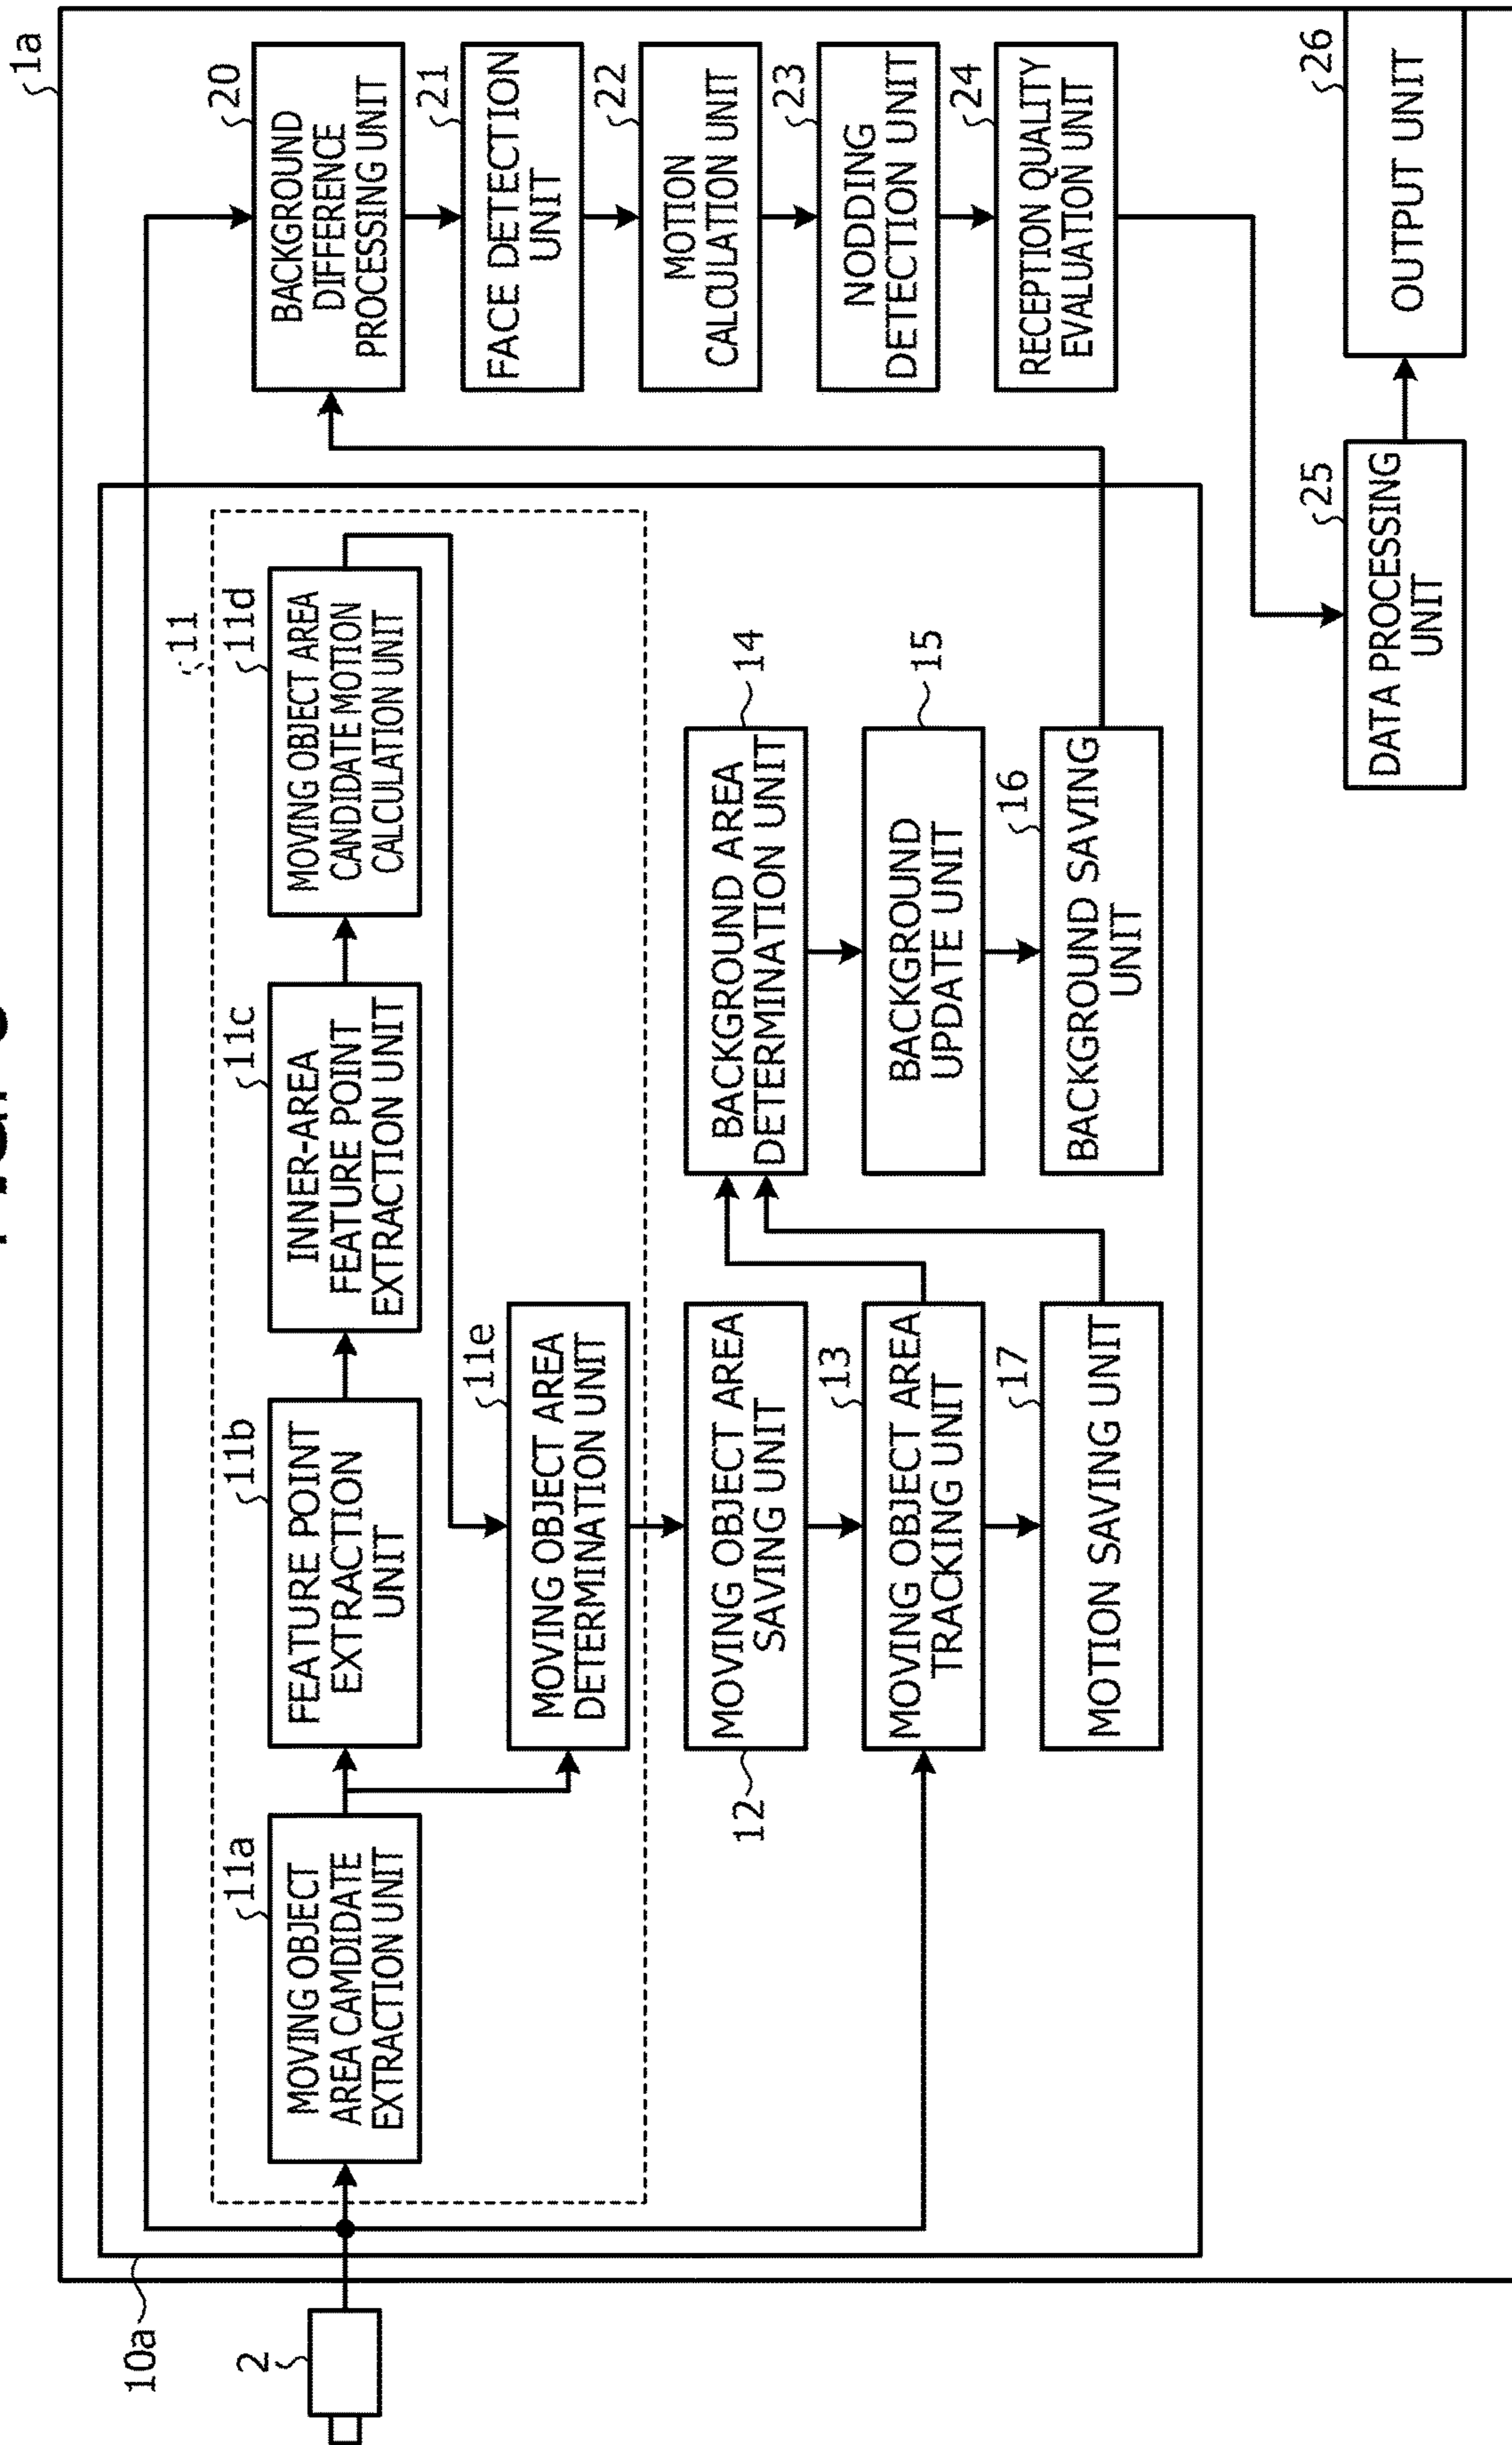 1a
10a
2
11
11a
MOVING OBJECT
AREA CAMDIDATE
EXTRACTION UNIT
11b
FEATURE POINT
EXTRACTION
UNIT
11c
INNER-AREA
FEATURE POINT
EXTRACTION UNIT
11d
MOVING OBJECT AREA
CANDIDATE MOTION
CALCULATION UNIT
11e
MOVING OBJECT AREA
DETERMINATION UNIT
12
MOVING OBJECT AREA
SAVING UNIT
13
MOVING OBJECT AREA
TRACKING UNIT
17
MOTION SAVING UNIT
14
BACKGROUND AREA
DETERMINATION UNIT
15
BACKGROUND
UPDATE UNIT
16
BACKGROUND SAVING
UNIT
20
BACKGROUND
DIFFERENCE
PROCESSING UNIT
21
FACE DETECTION
UNIT
22
MOTION
CALCULATION UNIT
23
NODDING
DETECTION UNIT
24
RECEPTION QUALITY
EVALUATION UNIT
25
DATA PROCESSING
UNIT
26
OUTPUT UNIT